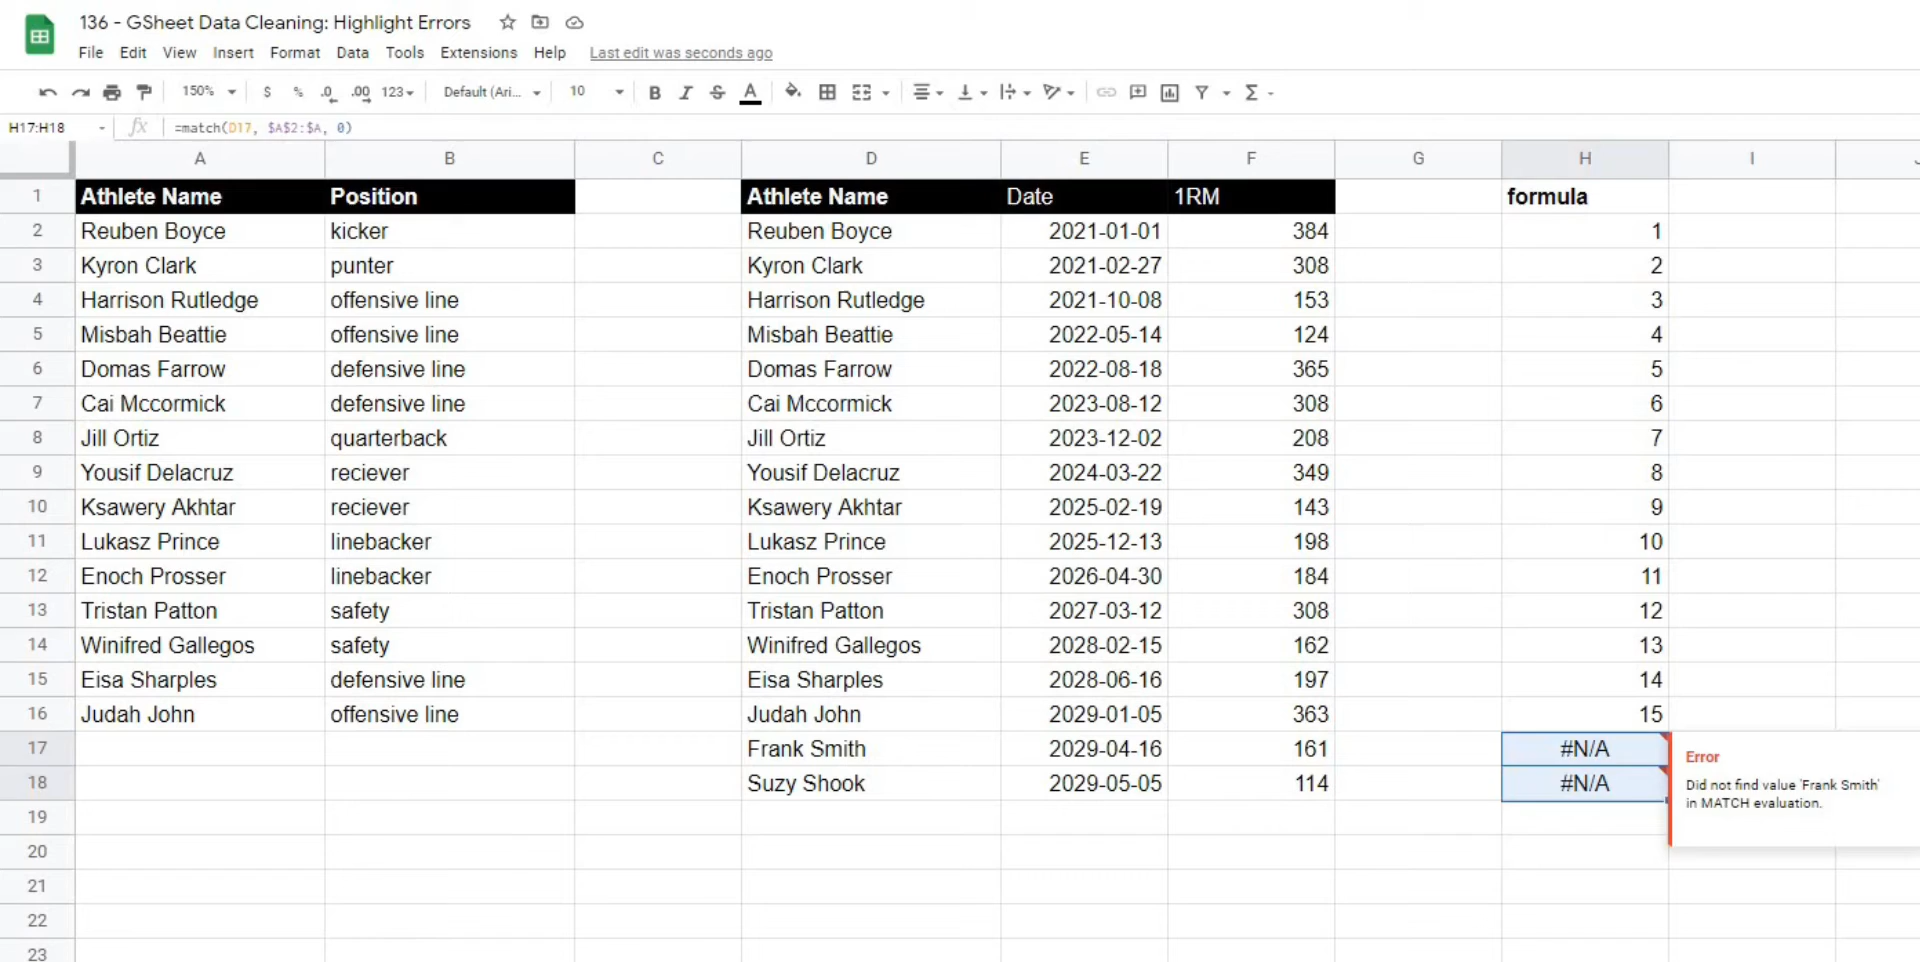 136 - GSheet Data Cleaning: Highlight Errors
File Edit View Insert Format Data Tools Extensions Help Last edit was seconds ago
150% $ % .0 .00 123 Default (Ari... 10 B I S A Σ
H17:H18 fx =match(D17, $A$2:$A, 0)
A B C D E F G H I J
1 Athlete Name Position Athlete Name Date 1RM formula
2 Reuben Boyce kicker Reuben Boyce 2021-01-01 384 1
3 Kyron Clark punter Kyron Clark 2021-02-27 308 2
4 Harrison Rutledge offensive line Harrison Rutledge 2021-10-08 153 3
5 Misbah Beattie offensive line Misbah Beattie 2022-05-14 124 4
6 Domas Farrow defensive line Domas Farrow 2022-08-18 365 5
7 Cai Mccormick defensive line Cai Mccormick 2023-08-12 308 6
8 Jill Ortiz quarterback Jill Ortiz 2023-12-02 208 7
9 Yousif Delacruz reciever Yousif Delacruz 2024-03-22 349 8
10 Ksawery Akhtar reciever Ksawery Akhtar 2025-02-19 143 9
11 Lukasz Prince linebacker Lukasz Prince 2025-12-13 198 10
12 Enoch Prosser linebacker Enoch Prosser 2026-04-30 184 11
13 Tristan Patton safety Tristan Patton 2027-03-12 308 12
14 Winifred Gallegos safety Winifred Gallegos 2028-02-15 162 13
15 Eisa Sharples defensive line Eisa Sharples 2028-06-16 197 14
16 Judah John offensive line Judah John 2029-01-05 363 15
17 Frank Smith 2029-04-16 161 #N/A
Error
18 Suzy Shook 2029-05-05 114 #N/A
Did not find value 'Frank Smith'
in MATCH evaluation.
19
20
21
22
23